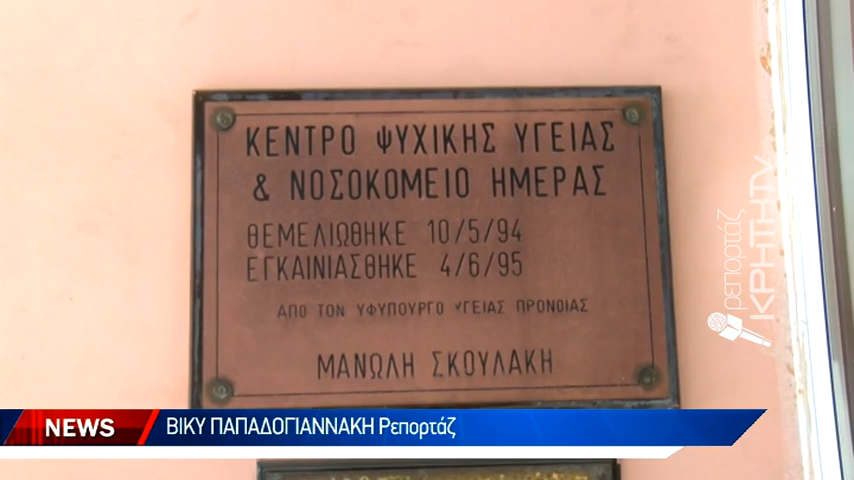 ΚΕΝΤΡΟ ΨΥΧΙΚΗΣ ΥΓΕΙΑΣ
& ΝΟΣΟΚΟΜΕΙΟ ΗΜΕΡΑΣ
ΘΕΜΕΛΙΩΘΗΚΕ 10/5/94
ΕΓΚΑΙΝΙΑΣΘΗΚΕ 4/6/95
ΑΠΟ ΤΟΝ ΥΦΥΠΟΥΡΓΟ ΥΓΕΙΑΣ ΠΡΟΝΟΙΑΣ
ΜΑΝΩΛΗ ΣΚΟΥΛΑΚΗ
ρεπορτάζ
ΚΡΗΤΗTV
NEWS ΒΙΚΥ ΠΑΠΑΔΟΓΙΑΝΝΑΚΗ Ρεπορτάζ